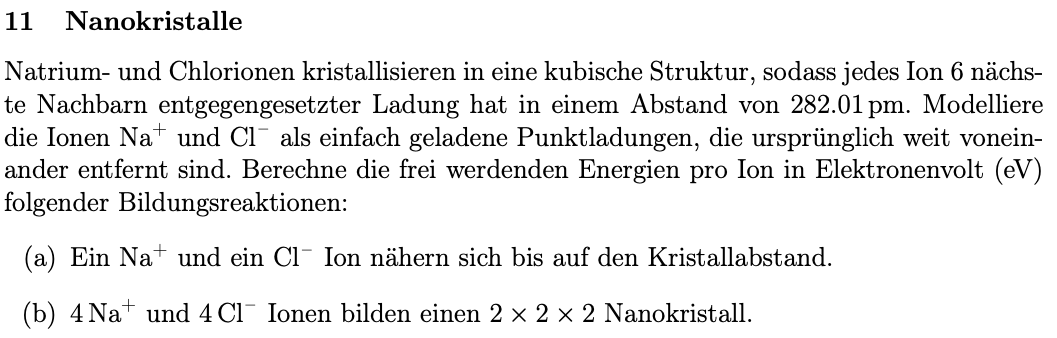 11 Nanokristalle
Natrium- und Chlorionen kristallisieren in eine kubische Struktur, sodass jedes Ion 6 nächs-
te Nachbarn entgegengesetzter Ladung hat in einem Abstand von 282.01 pm. Modelliere
die Ionen Na⁺ und Cl⁻ als einfach geladene Punktladungen, die ursprünglich weit vonein-
ander entfernt sind. Berechne die frei werdenden Energien pro Ion in Elektronenvolt (eV)
folgender Bildungsreaktionen:
(a) Ein Na⁺ und ein Cl⁻ Ion nähern sich bis auf den Kristallabstand.
(b) 4 Na⁺ und 4 Cl⁻ Ionen bilden einen 2 × 2 × 2 Nanokristall.